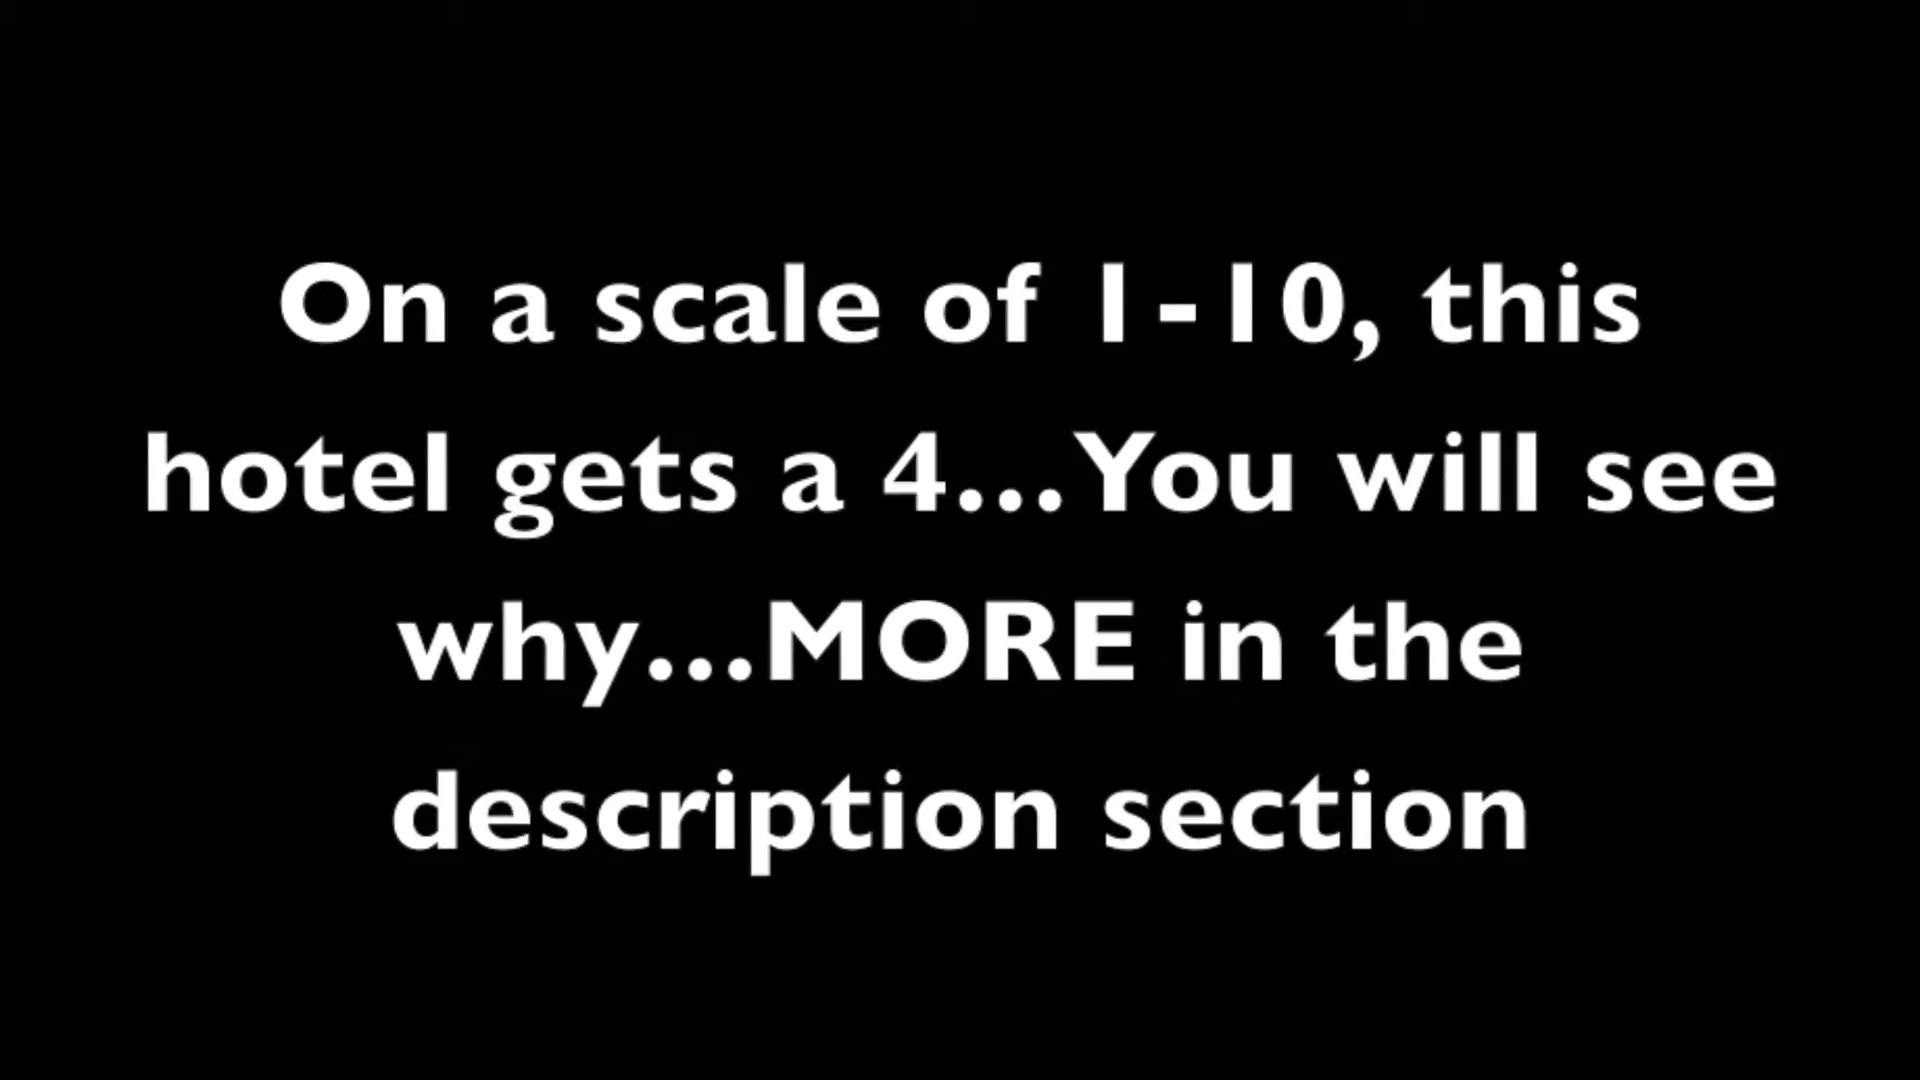 On a scale of 1-10, this
hotel gets a 4...You will see
why...MORE in the
description section